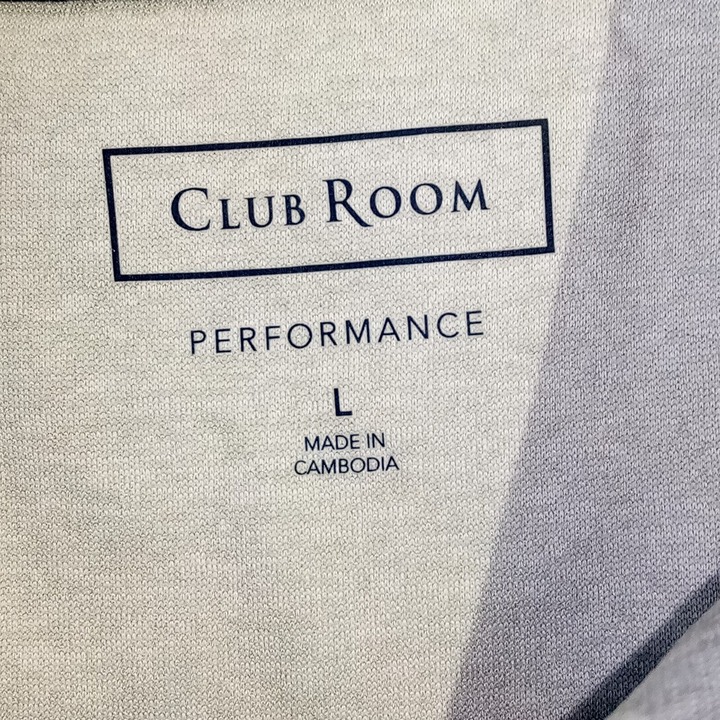 CLUB ROOM
PERFORMANCE
L
MADE IN
CAMBODIA